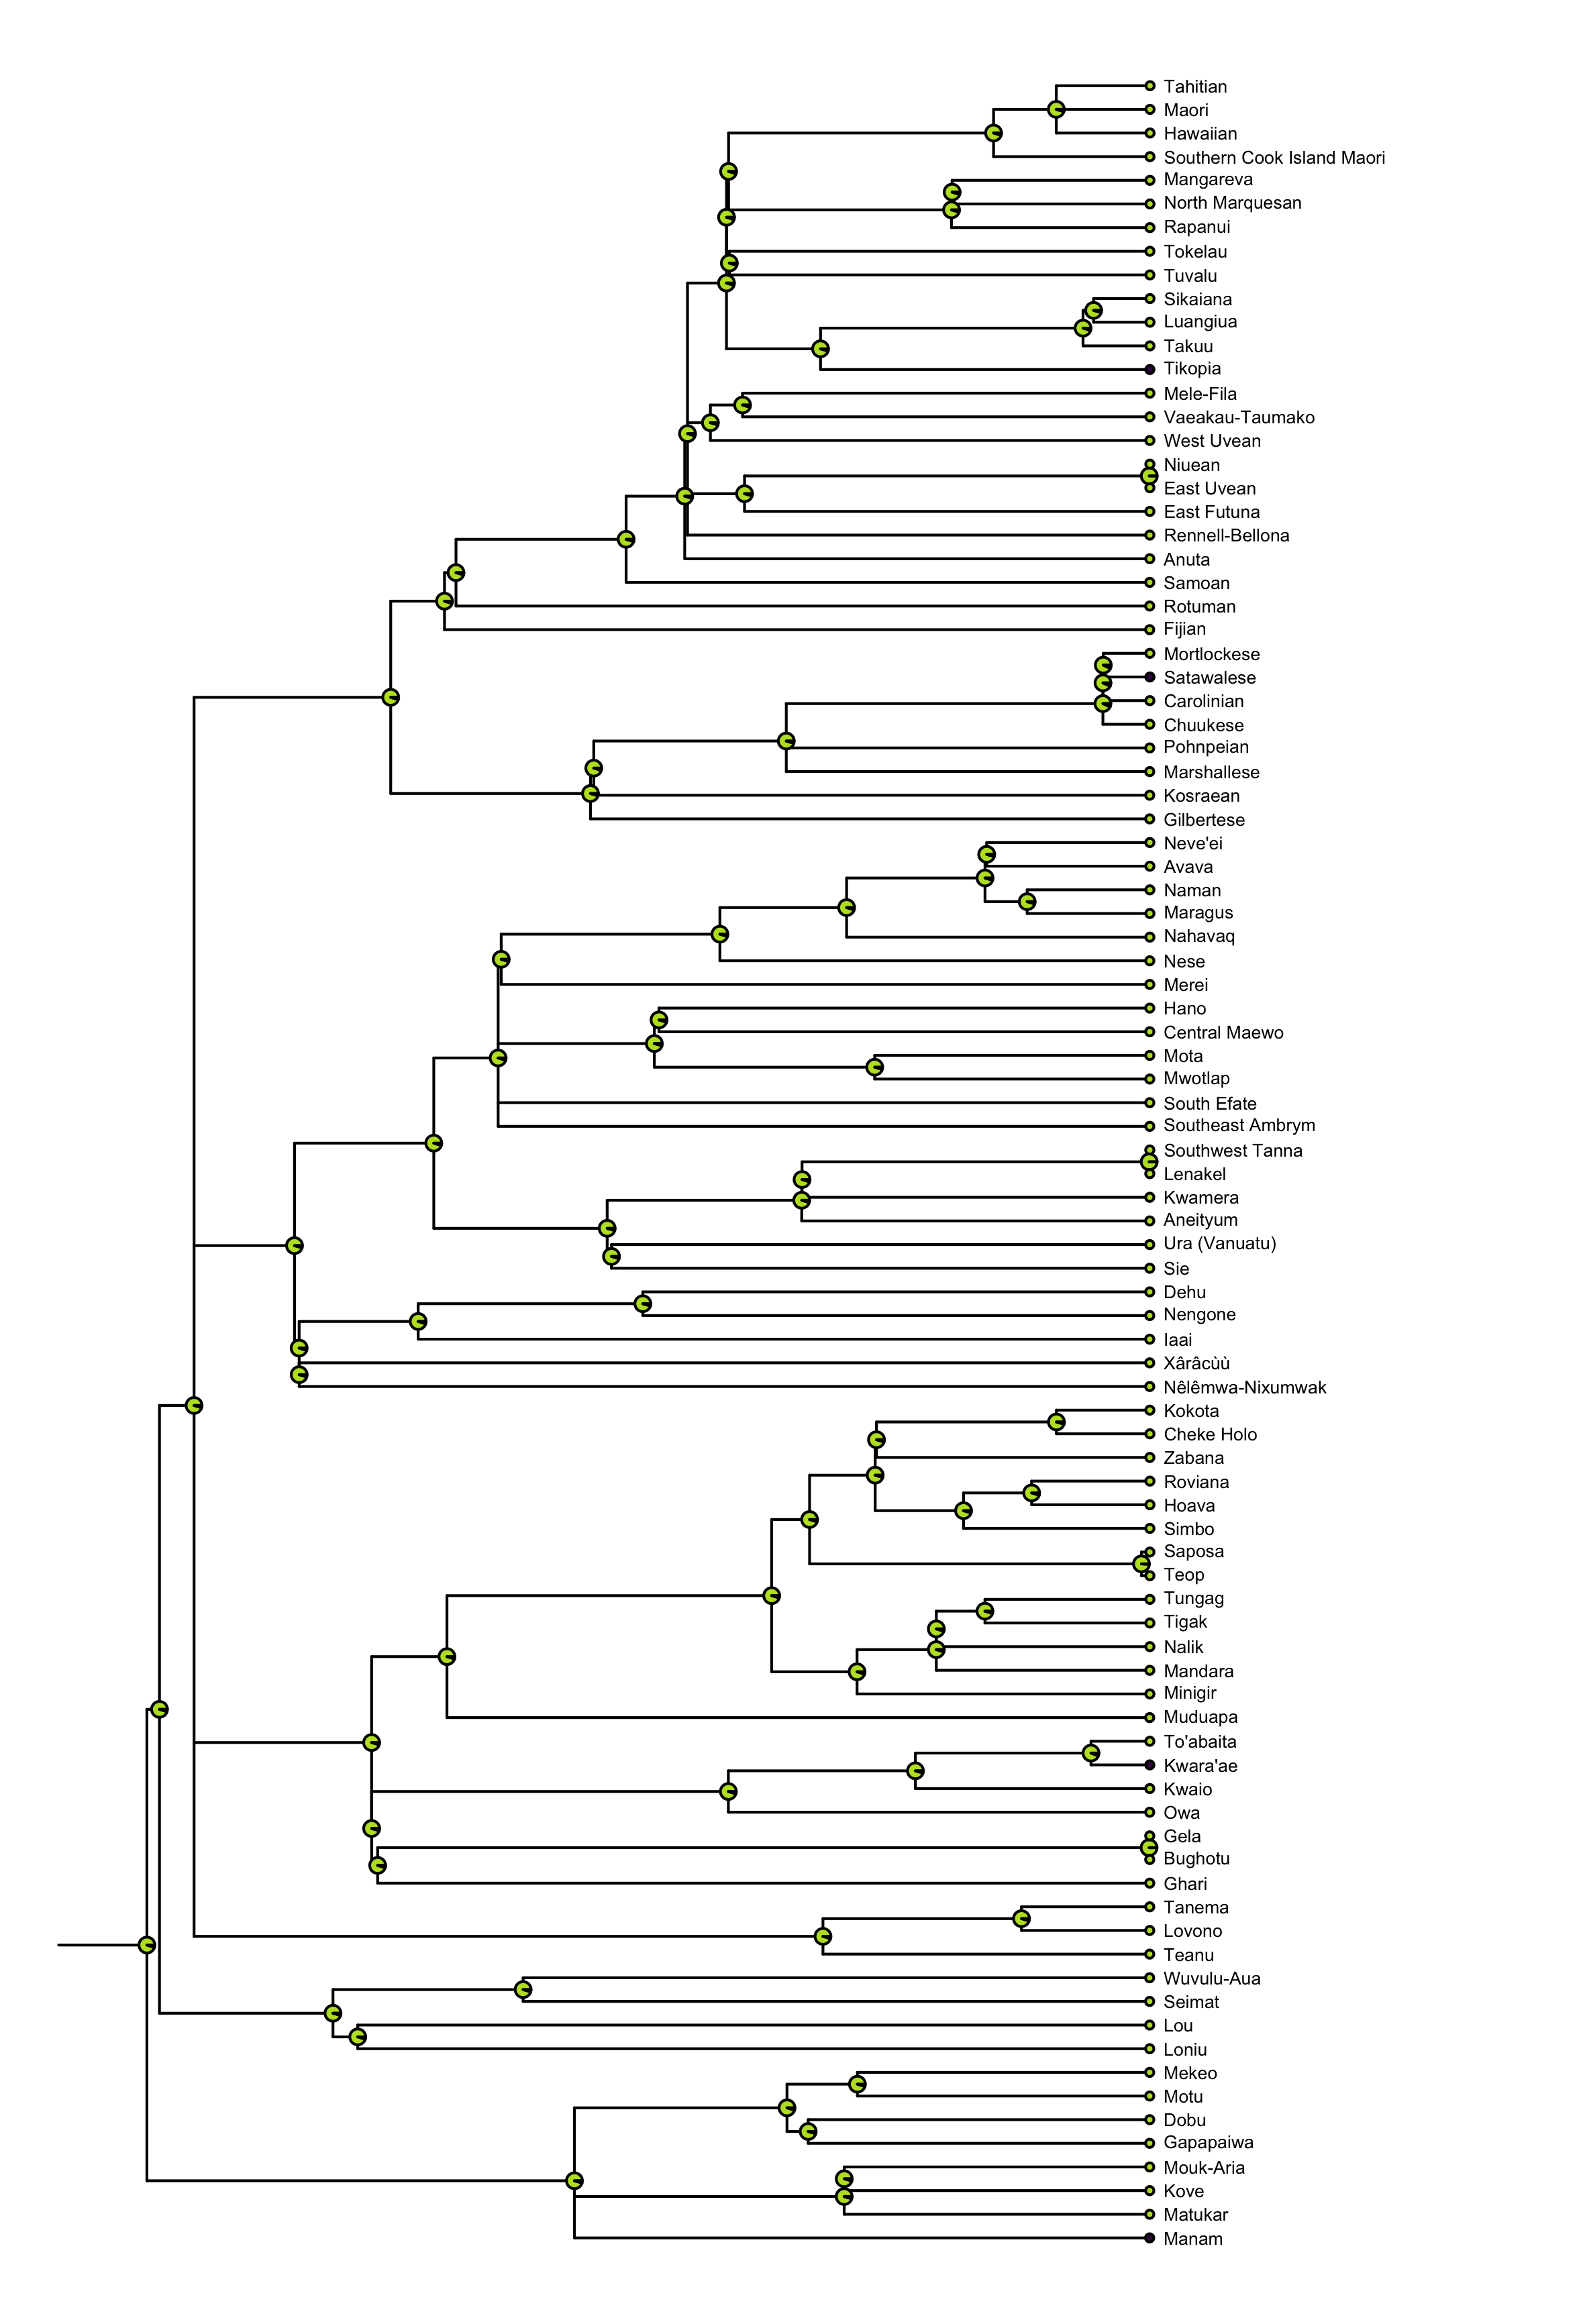 Tahitian
Maori
Hawaiian
Southern Cook Island Maori
Mangareva
North Marquesan
Rapanui
Tokelau
Tuvalu
Sikaiana
Luangiua
Takuu
Tikopia
Mele-Fila
Vaeakau-Taumako
West Uvean
Niuean
East Uvean
East Futuna
Rennell-Bellona
Anuta
Samoan
Rotuman
Fijian
Mortlockese
Satawalese
Carolinian
Chuukese
Pohnpeian
Marshallese
Kosraean
Gilbertese
Neve'ei
Avava
Naman
Maragus
Nahavaq
Nese
Merei
Hano
Central Maewo
Mota
Mwotlap
South Efate
Southeast Ambrym
Southwest Tanna
Lenakel
Kwamera
Aneityum
Ura (Vanuatu)
Sie
Dehu
Nengone
Iaai
Xârâcùù
Nêlêmwa-Nixumwak
Kokota
Cheke Holo
Zabana
Roviana
Hoava
Simbo
Saposa
Teop
Tungag
Tigak
Nalik
Mandara
Minigir
Muduapa
To'abaita
Kwara'ae
Kwaio
Owa
Gela
Bughotu
Ghari
Tanema
Lovono
Teanu
Wuvulu-Aua
Seimat
Lou
Loniu
Mekeo
Motu
Dobu
Gapapaiwa
Mouk-Aria
Kove
Matukar
Manam